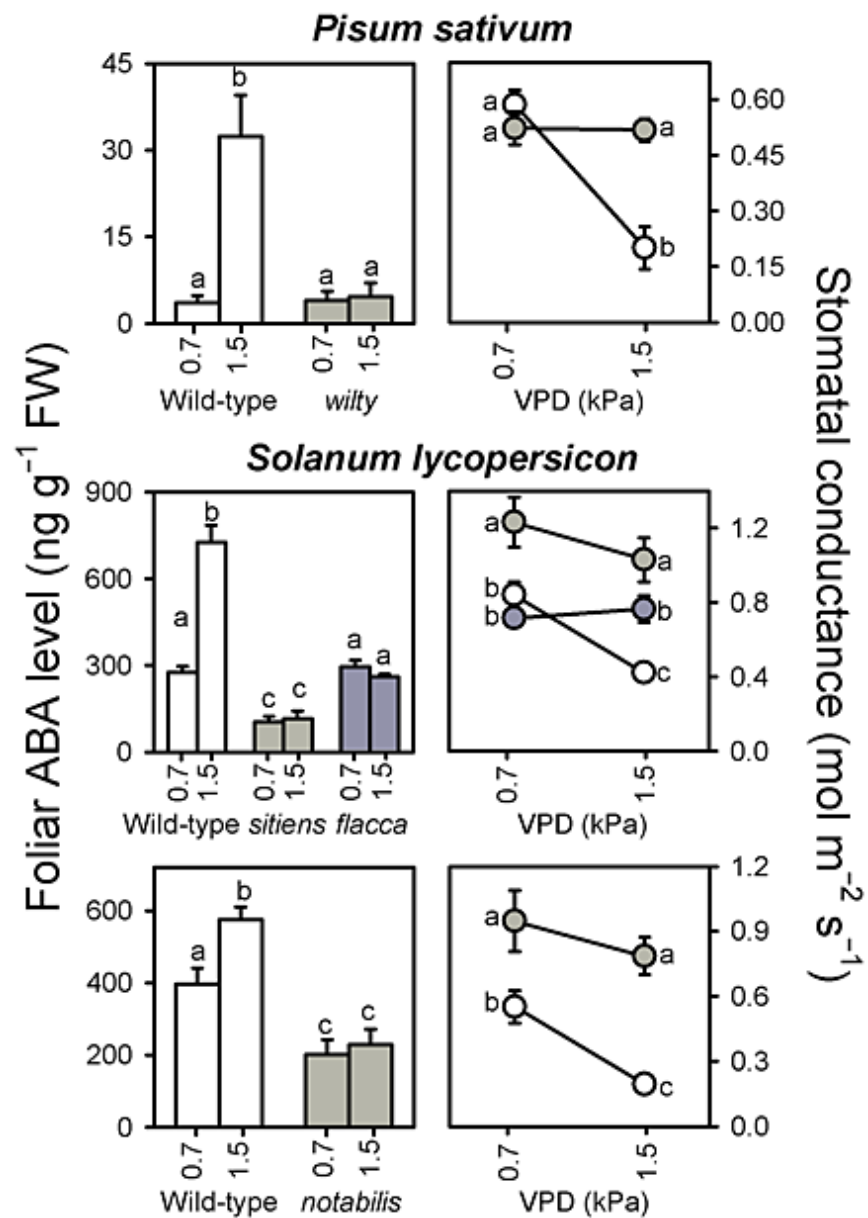 Pisum sativum
45
30
15
0
b
a
a
a
0.7
1.5
0.7
1.5
Wild-type
wilty
a
a
a
b
0.60
0.45
0.30
0.15
0.00
0.7
1.5
VPD (kPa)
Foliar ABA level (ng g⁻¹ FW)
Stomatal conductance (mol m⁻² s⁻¹)
Solanum lycopersicon
900
600
300
0
a
b
c
c
a
a
0.7
1.5
0.7
1.5
0.7
1.5
Wild-type sitiens flacca
a
a
b
b
b
c
1.2
0.8
0.4
0.0
0.7
1.5
VPD (kPa)
600
400
200
0
a
b
c
c
0.7
1.5
0.7
1.5
Wild-type
notabilis
a
a
b
c
1.2
0.9
0.6
0.3
0.0
0.7
1.5
VPD (kPa)